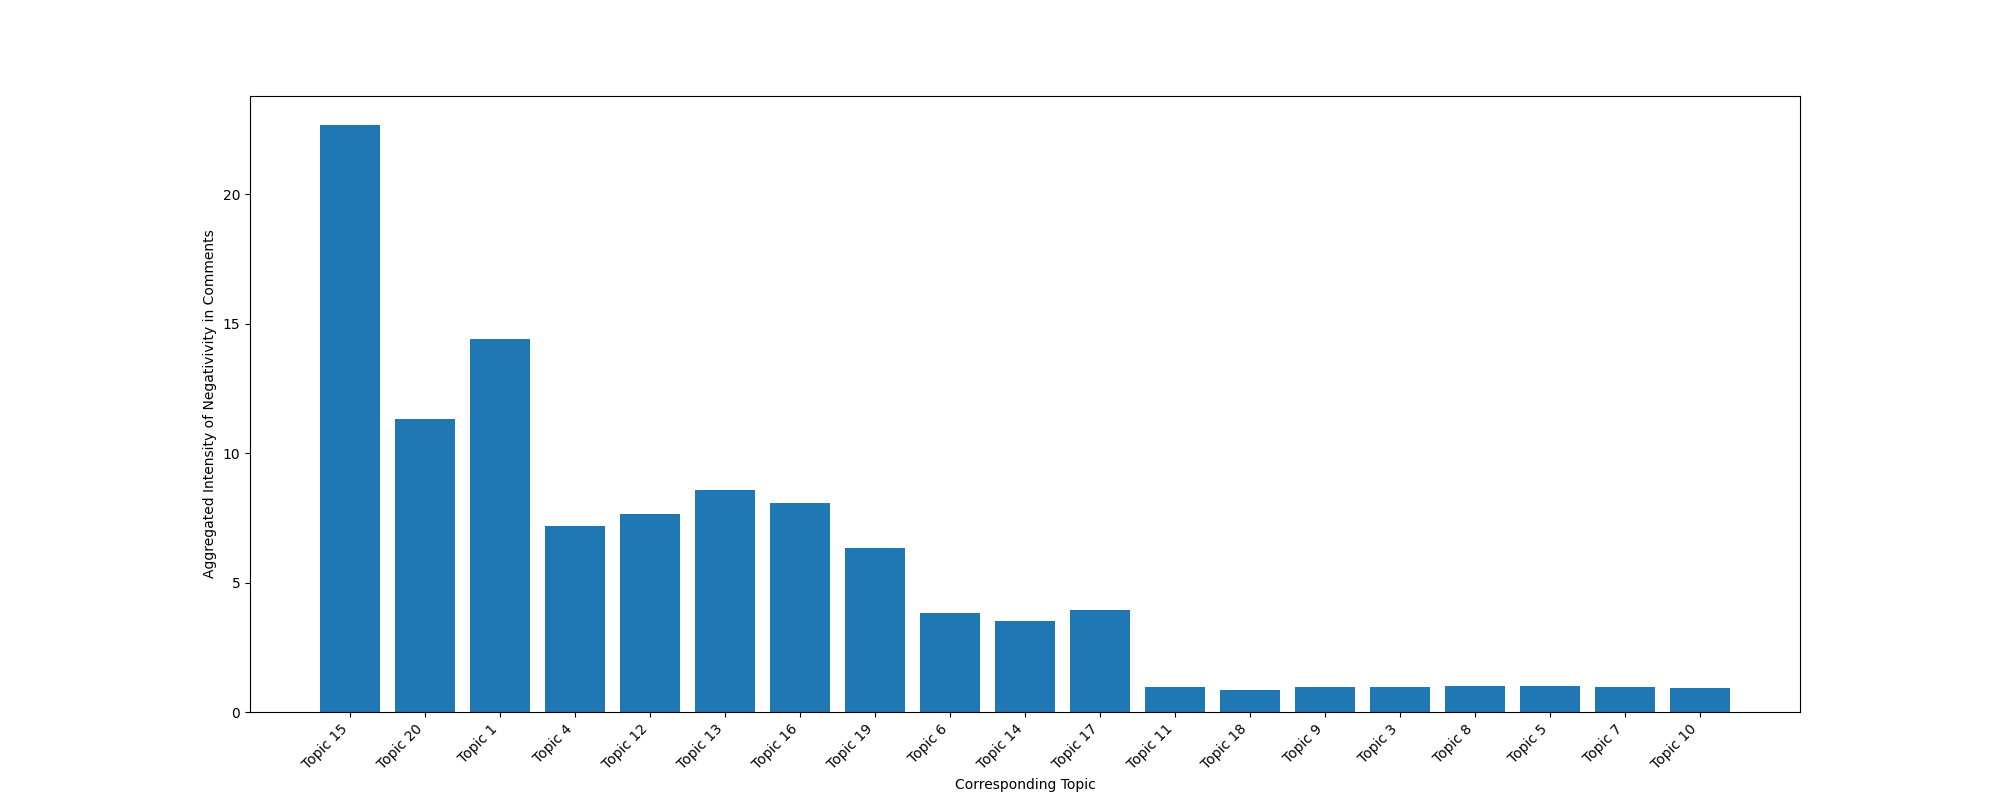 Aggregated Intensity of Negativivity in Comments
20
15
10
5
0
Topic 15
Topic 20
Topic 1
Topic 4
Topic 12
Topic 13
Topic 16
Topic 19
Topic 6
Topic 14
Topic 17
Topic 11
Topic 18
Topic 9
Topic 3
Topic 8
Topic 5
Topic 7
Topic 10
Corresponding Topic